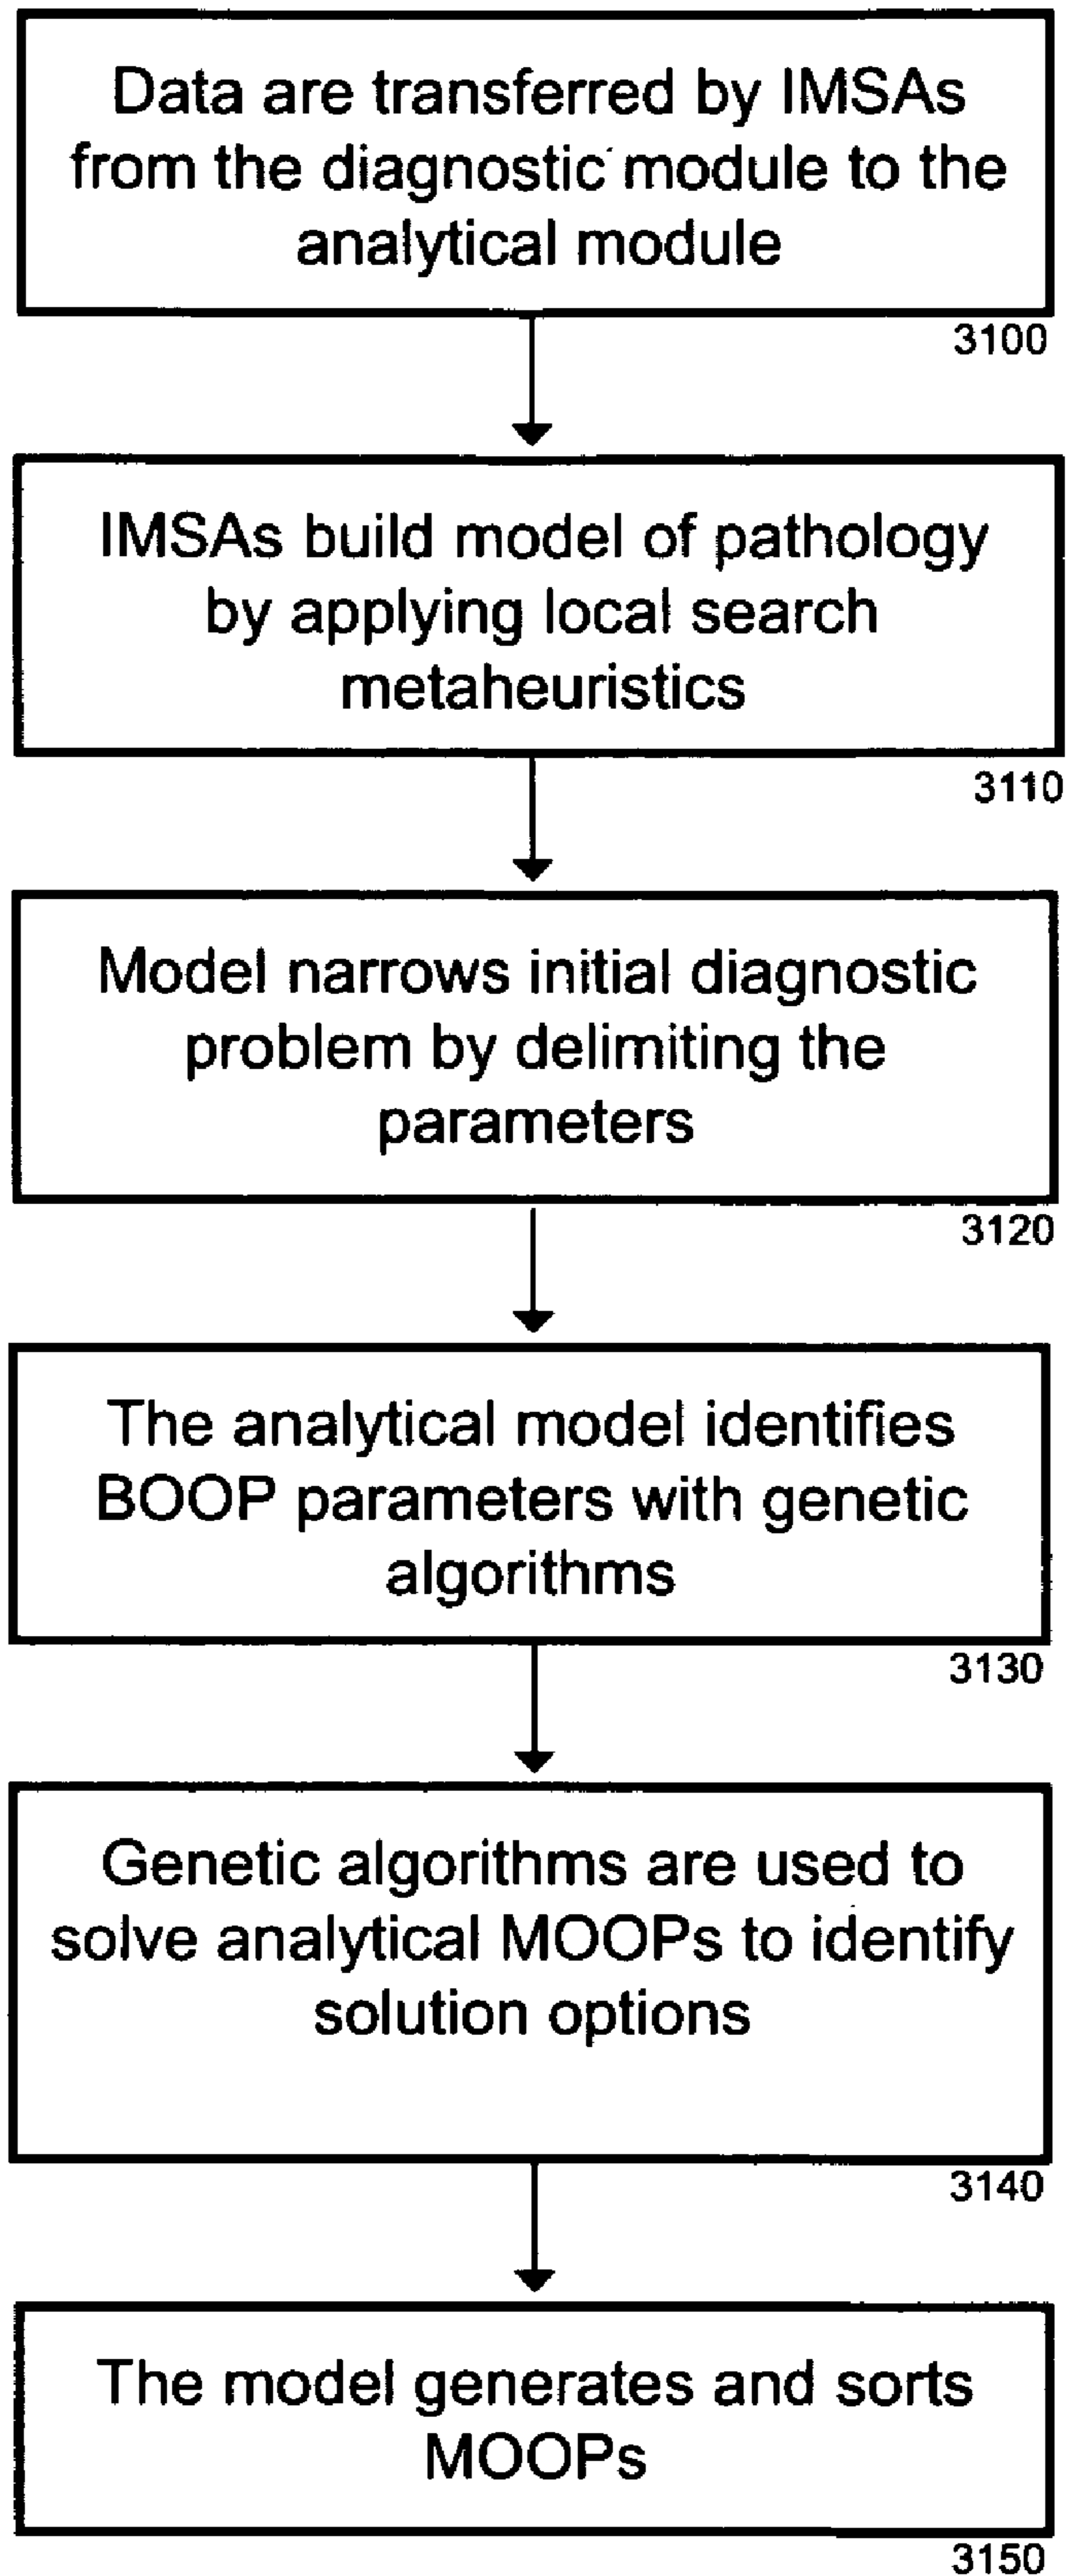 Data are transferred by IMSAs
from the diagnostic module to the
analytical module
3100
IMSAs build model of pathology
by applying local search
metaheuristics
3110
Model narrows initial diagnostic
problem by delimiting the
parameters
3120
The analytical model identifies
BOOP parameters with genetic
algorithms
3130
Genetic algorithms are used to
solve analytical MOOPs to identify
solution options
3140
The model generates and sorts
MOOPs
3150